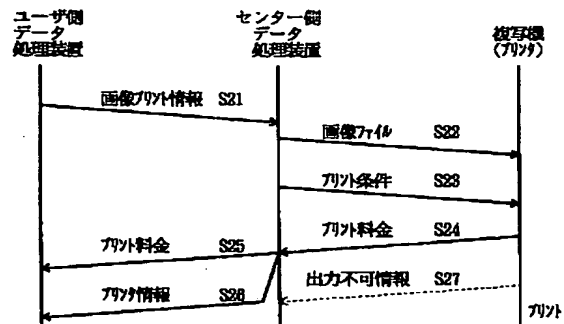 ユーザ側
データ
処理装置
センター側
データ
処理装置
複写機
(プリンタ)
画像プリント情報 S21
画像ファイル S22
プリント条件 S23
プリント料金 S24
プリント料金 S25
プリンタ情報 S26
出力不可情報 S27
プリント